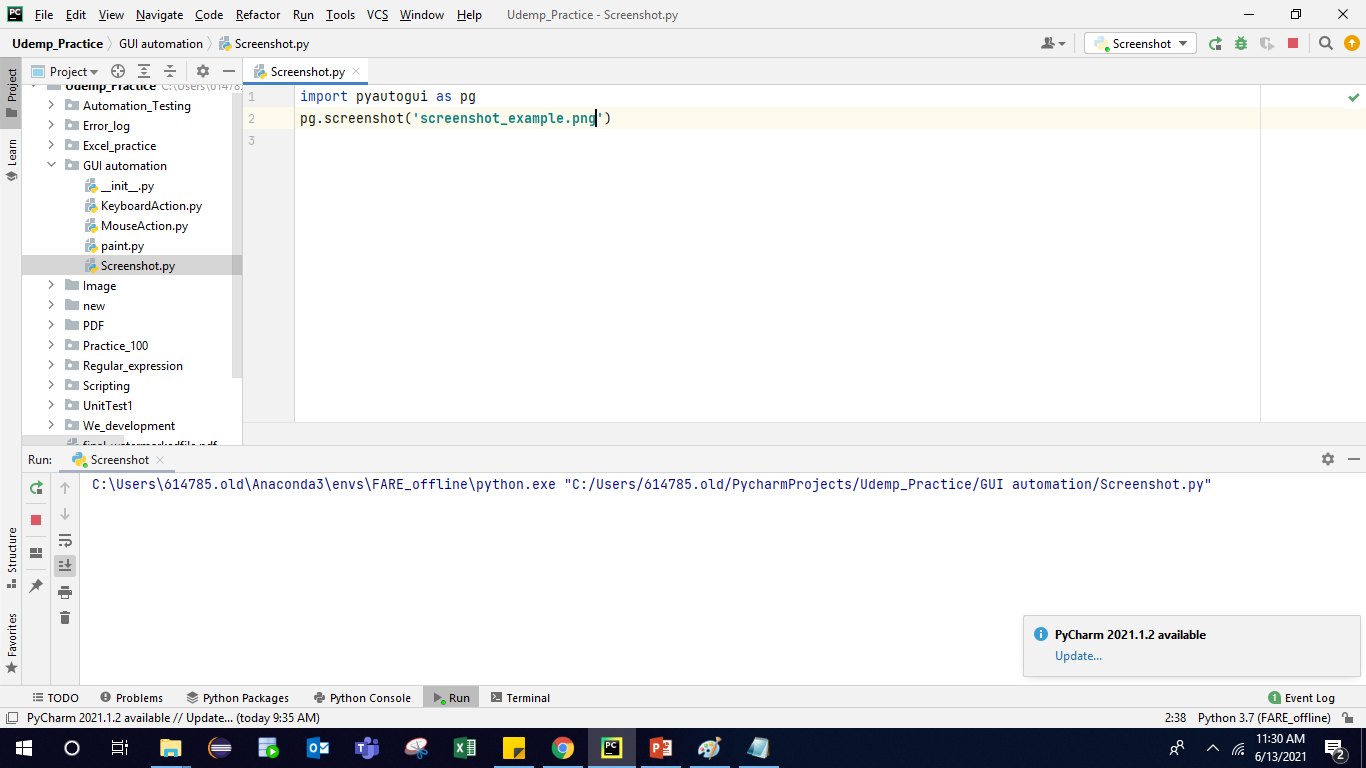 File Edit View Navigate Code Refactor Run Tools VCS Window Help Udemp_Practice - Screenshot.py
Udemp_Practice GUI automation Screenshot.py Screenshot
Project Project Screenshot.py
Udemp_Practice C:\Users\614785.
Automation_Testing
Error_log
Excel_practice
GUI automation
__init__.py
KeyboardAction.py
MouseAction.py
paint.py
Screenshot.py
Image
new
PDF
Practice_100
Regular_expression
Scripting
UnitTest1
We_development
final_watermarkedfile.pdf
Learn
Structure
Favorites
1 import pyautogui as pg
2 pg.screenshot('screenshot_example.png')
3
Run: Screenshot
C:\Users\614785.old\Anaconda3\envs\FARE_offline\python.exe "C:/Users/614785.old/PycharmProjects/Udemp_Practice/GUI automation/Screenshot.py"
PyCharm 2021.1.2 available
Update...
TODO Problems Python Packages Python Console Run Terminal 1 Event Log
PyCharm 2021.1.2 available // Update... (today 9:35 AM) 2:38 Python 3.7 (FARE_offline)
11:30 AM
6/13/2021
2